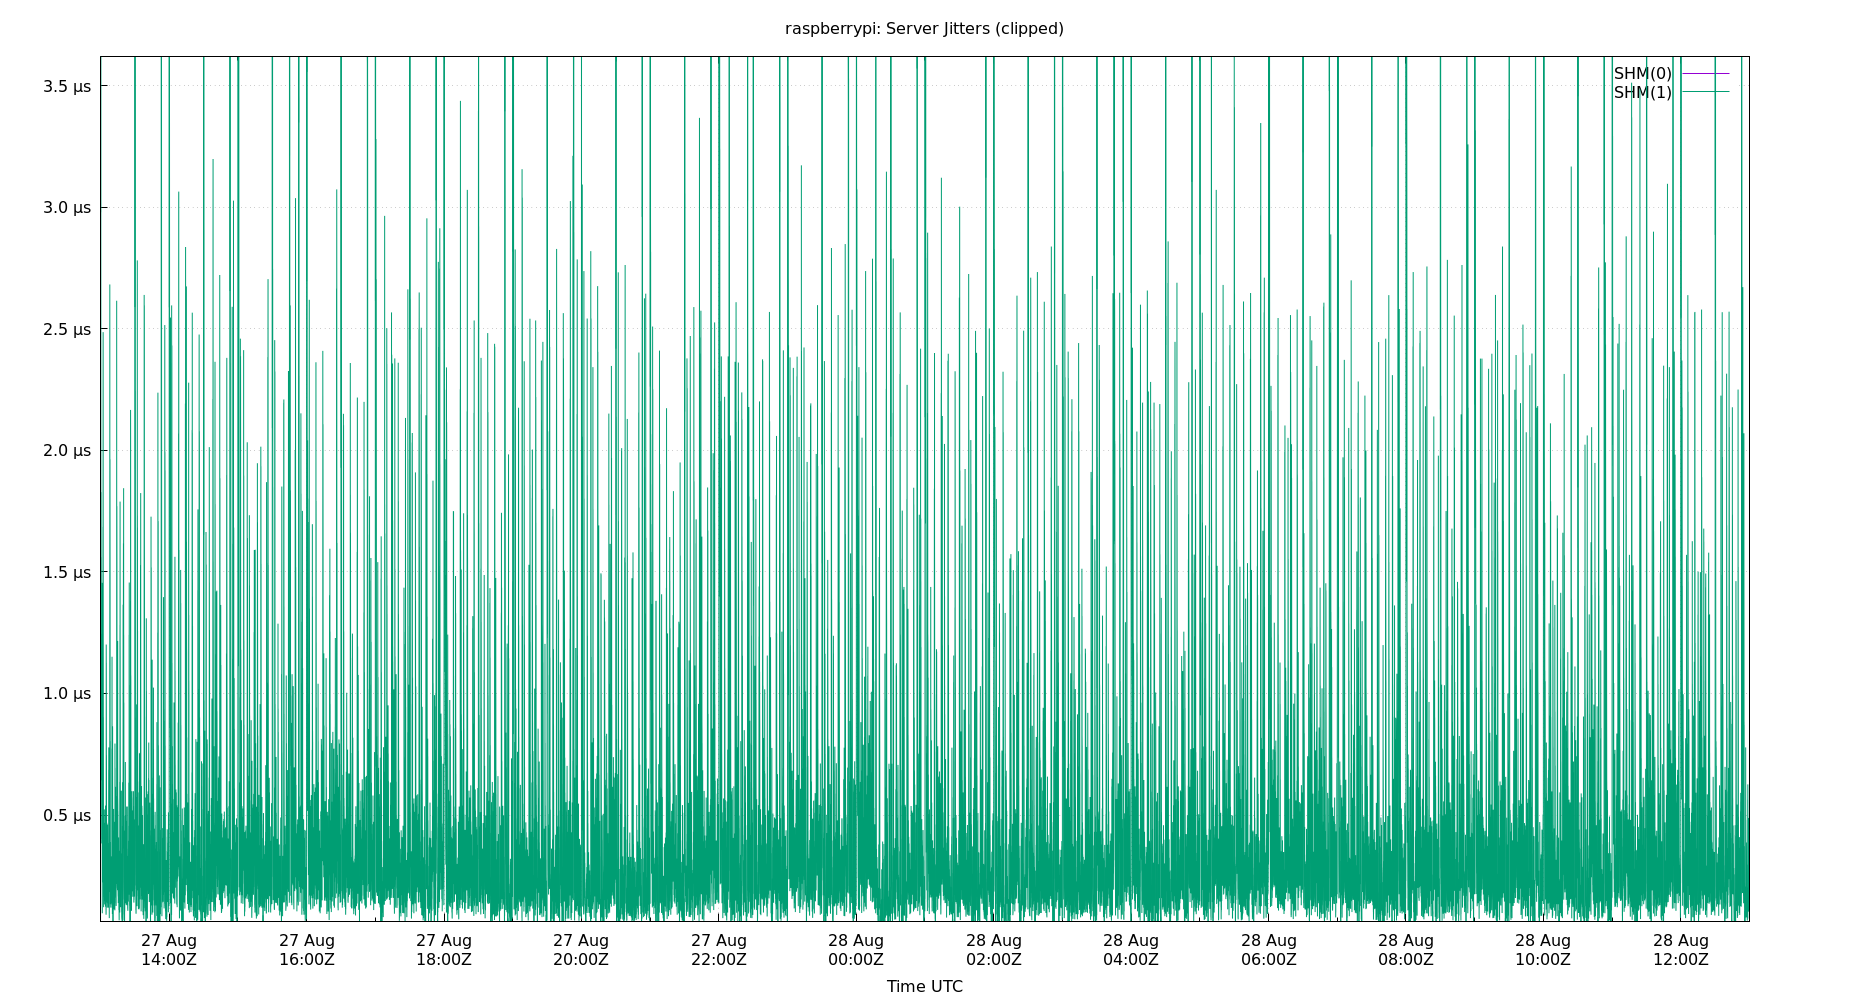 raspberrypi: Server Jitters (clipped)
SHM(0)
SHM(1)
3.5 µs
3.0 µs
2.5 µs
2.0 µs
1.5 µs
1.0 µs
0.5 µs
27 Aug 27 Aug 27 Aug 27 Aug 27 Aug 28 Aug 28 Aug 28 Aug 28 Aug 28 Aug 28 Aug 28 Aug
14:00Z 16:00Z 18:00Z 20:00Z 22:00Z 00:00Z 02:00Z 04:00Z 06:00Z 08:00Z 10:00Z 12:00Z
Time UTC